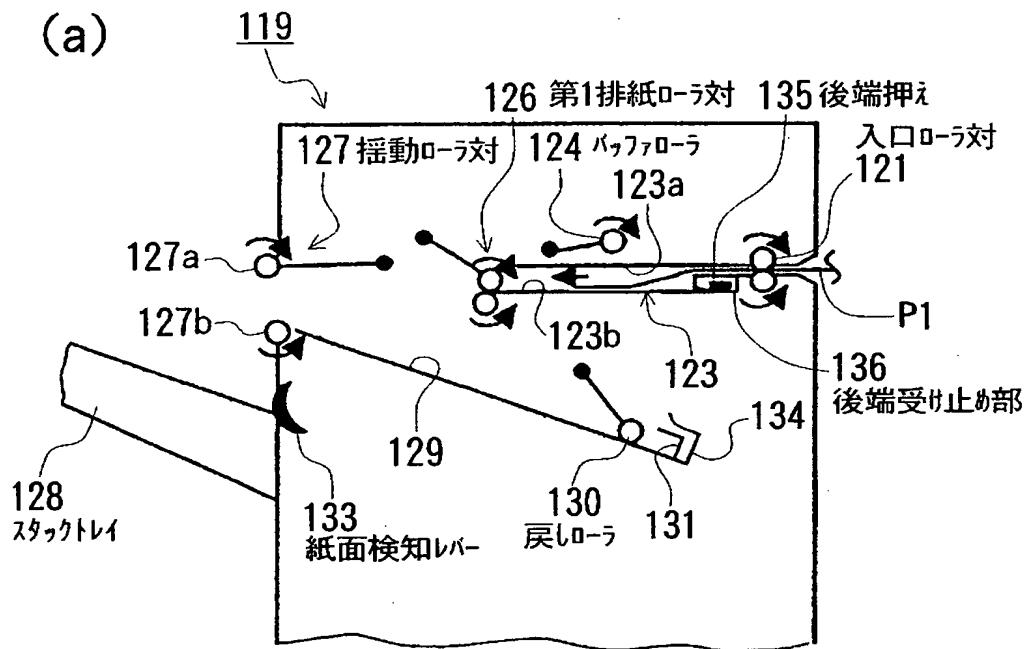 (a)
119
126 第1排紙ローラ対
135 後端押え
127 揺動ローラ対
124 バッファローラ
入口ローラ対
121
123a
127a
127b
123b
123
P1
136
後端受け止め部
129
134
128
スタックトレイ
133
紙面検知レバー
130
戻しローラ
131